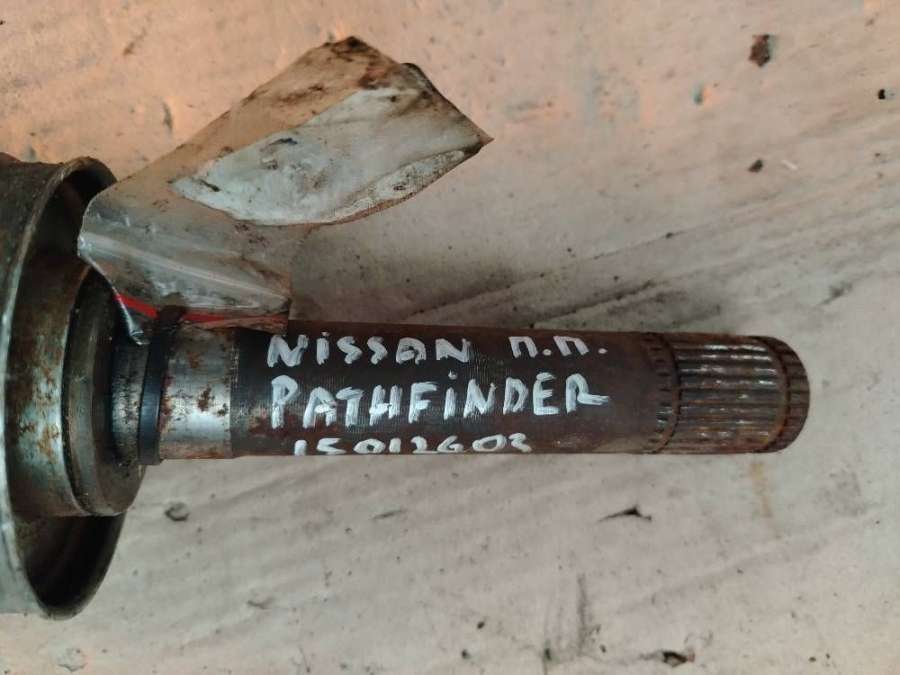 NiSSAN п.п.
PATHFiNDER
15012603